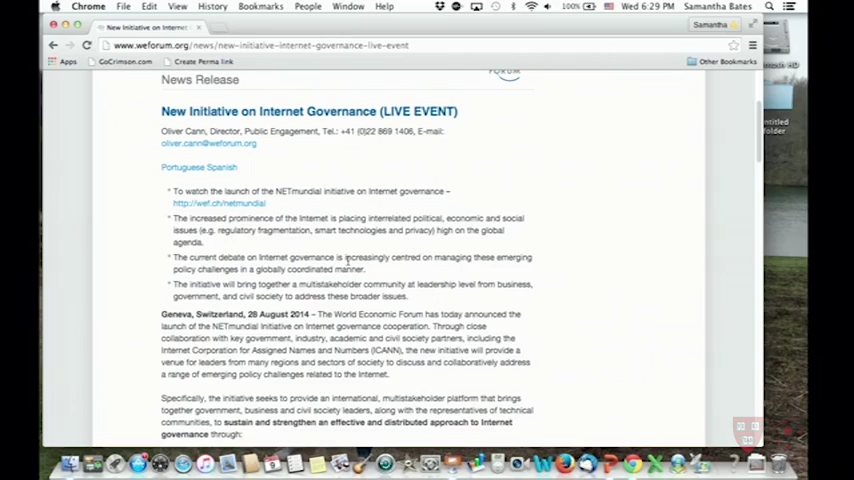 Chrome File Edit View History Bookmarks People Window Help 100% Wed 6:29 PM Samantha Bates
New Initiative on Internet Samantha
www.weforum.org/news/new-initiative-internet-governance-live-event
Apps GoCrimson.com Create Perma link Other Bookmarks
News Release
FORUM
New Initiative on Internet Governance (LIVE EVENT)
Oliver Cann, Director, Public Engagement, Tel.: +41 (0)22 869 1406, E-mail:
oliver.cann@weforum.org
Portuguese Spanish
* To watch the launch of the NETmundial initiative on Internet governance –
http://wef.ch/netmundial
* The increased prominence of the Internet is placing interrelated political, economic and social
issues (e.g. regulatory fragmentation, smart technologies and privacy) high on the global
agenda.
* The current debate on Internet governance is increasingly centred on managing these emerging
policy challenges in a globally coordinated manner.
* The initiative will bring together a multistakeholder community at leadership level from business,
government, and civil society to address these broader issues.
Geneva, Switzerland, 28 August 2014 – The World Economic Forum has today announced the
launch of the NETmundial Initiative on Internet governance cooperation. Through close
collaboration with key government, industry, academic and civil society partners, including the
Internet Corporation for Assigned Names and Numbers (ICANN), the new initiative will provide a
venue for leaders from many regions and sectors of society to discuss and collaboratively address
a range of emerging policy challenges related to the Internet.
Specifically, the initiative seeks to provide an international, multistakeholder platform that brings
together government, business and civil society leaders, along with the representatives of technical
communities, to sustain and strengthen an effective and distributed approach to Internet
governance through: